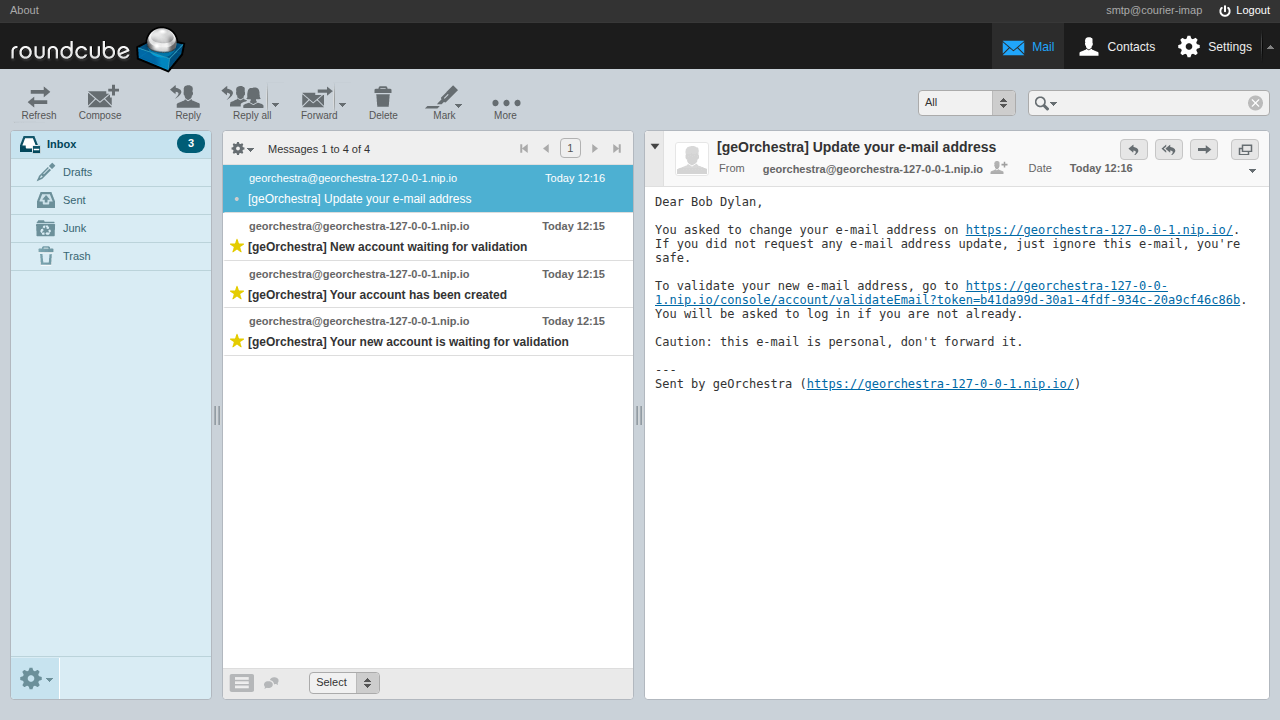 About
smtp@courier-imap
Logout
roundcube
Mail
Contacts
Settings
Refresh
Compose
Reply
Reply all
Forward
Delete
Mark
More
All
Inbox
3
Drafts
Sent
Junk
Trash
Messages 1 to 4 of 4
1
georchestra@georchestra-127-0-0-1.nip.io Today 12:16
[geOrchestra] Update your e-mail address
georchestra@georchestra-127-0-0-1.nip.io Today 12:15
[geOrchestra] New account waiting for validation
georchestra@georchestra-127-0-0-1.nip.io Today 12:15
[geOrchestra] Your account has been created
georchestra@georchestra-127-0-0-1.nip.io Today 12:15
[geOrchestra] Your new account is waiting for validation
Select
[geOrchestra] Update your e-mail address
From georchestra@georchestra-127-0-0-1.nip.io Date Today 12:16
Dear Bob Dylan,
You asked to change your e-mail address on https://georchestra-127-0-0-1.nip.io/.
If you did not request any e-mail address update, just ignore this e-mail, you're
safe.
To validate your new e-mail address, go to https://georchestra-127-0-0-
1.nip.io/console/account/validateEmail?token=b41da99d-30a1-4fdf-934c-20a9cf46c86b.
You will be asked to log in if you are not already.
Caution: this e-mail is personal, don't forward it.
---
Sent by geOrchestra (https://georchestra-127-0-0-1.nip.io/)